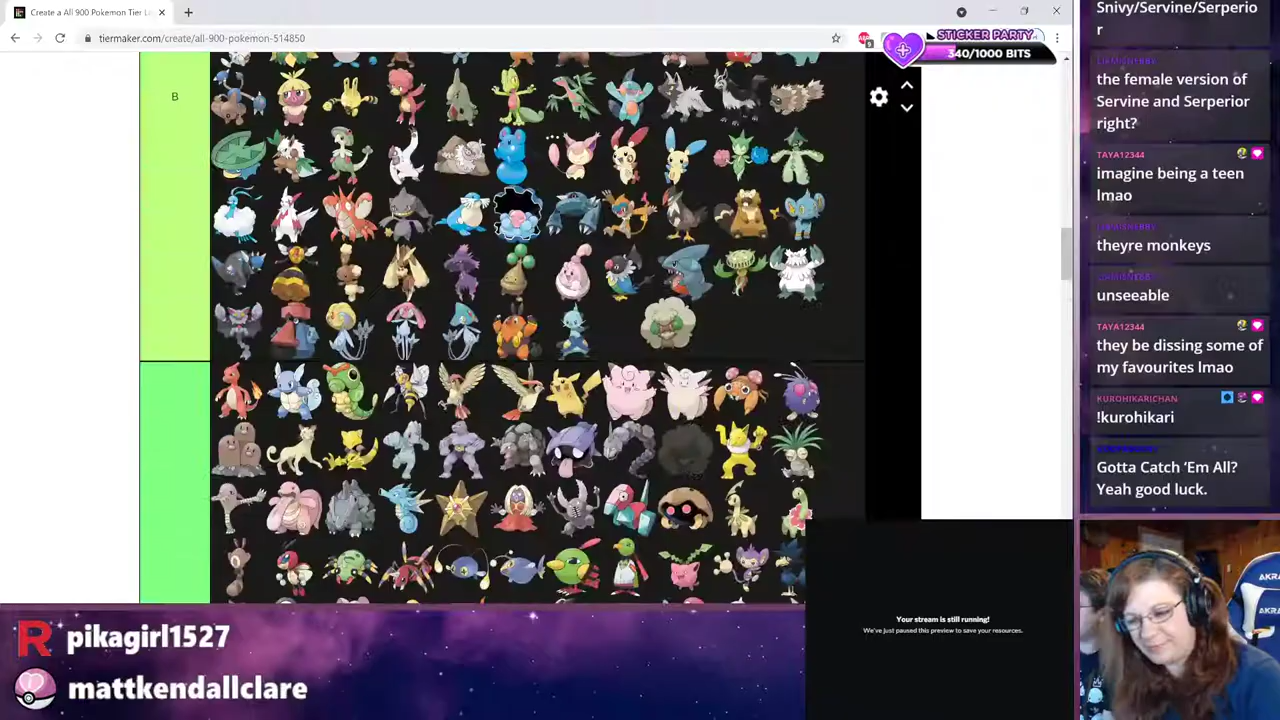 Create a All 900 Pokemon Tier
tiermaker.com/create/all-900-pokemon-514850
STICKER PARTY
340/1000 BITS
B
Snivy/Servine/Serperio
r
the female version of
Servine and Serperior
right?
TAYA12344
imagine being a teen
lmao
theyre monkeys
unseeable
TAYA12344
they be dissing some of
my favourites lmao
KUROHIKARICHAN
!kurohikari
Gotta Catch ‘Em All?
Yeah good luck.
Your stream is still running!
We've just paused this preview to save your resources.
R pikagirl1527
mattkendallclare
AKRA
AKRA